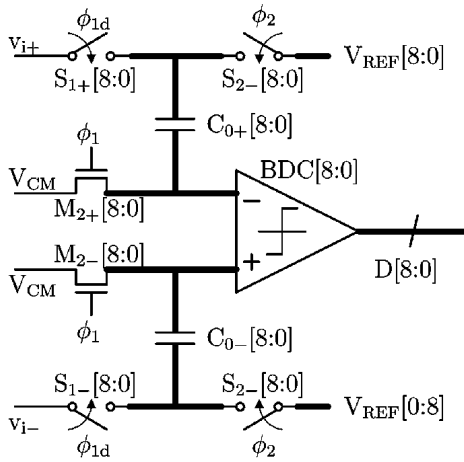 ϕ1d ϕ2
vi+ VREF[8:0]
S1+[8:0] S2−[8:0]
C0+[8:0]
ϕ1 BDC[8:0]
VCM −
M2+[8:0]
M2−[8:0]
VCM + D[8:0]
ϕ1
C0−[8:0]
S1−[8:0] S2−[8:0]
vi− VREF[0:8]
ϕ1d ϕ2